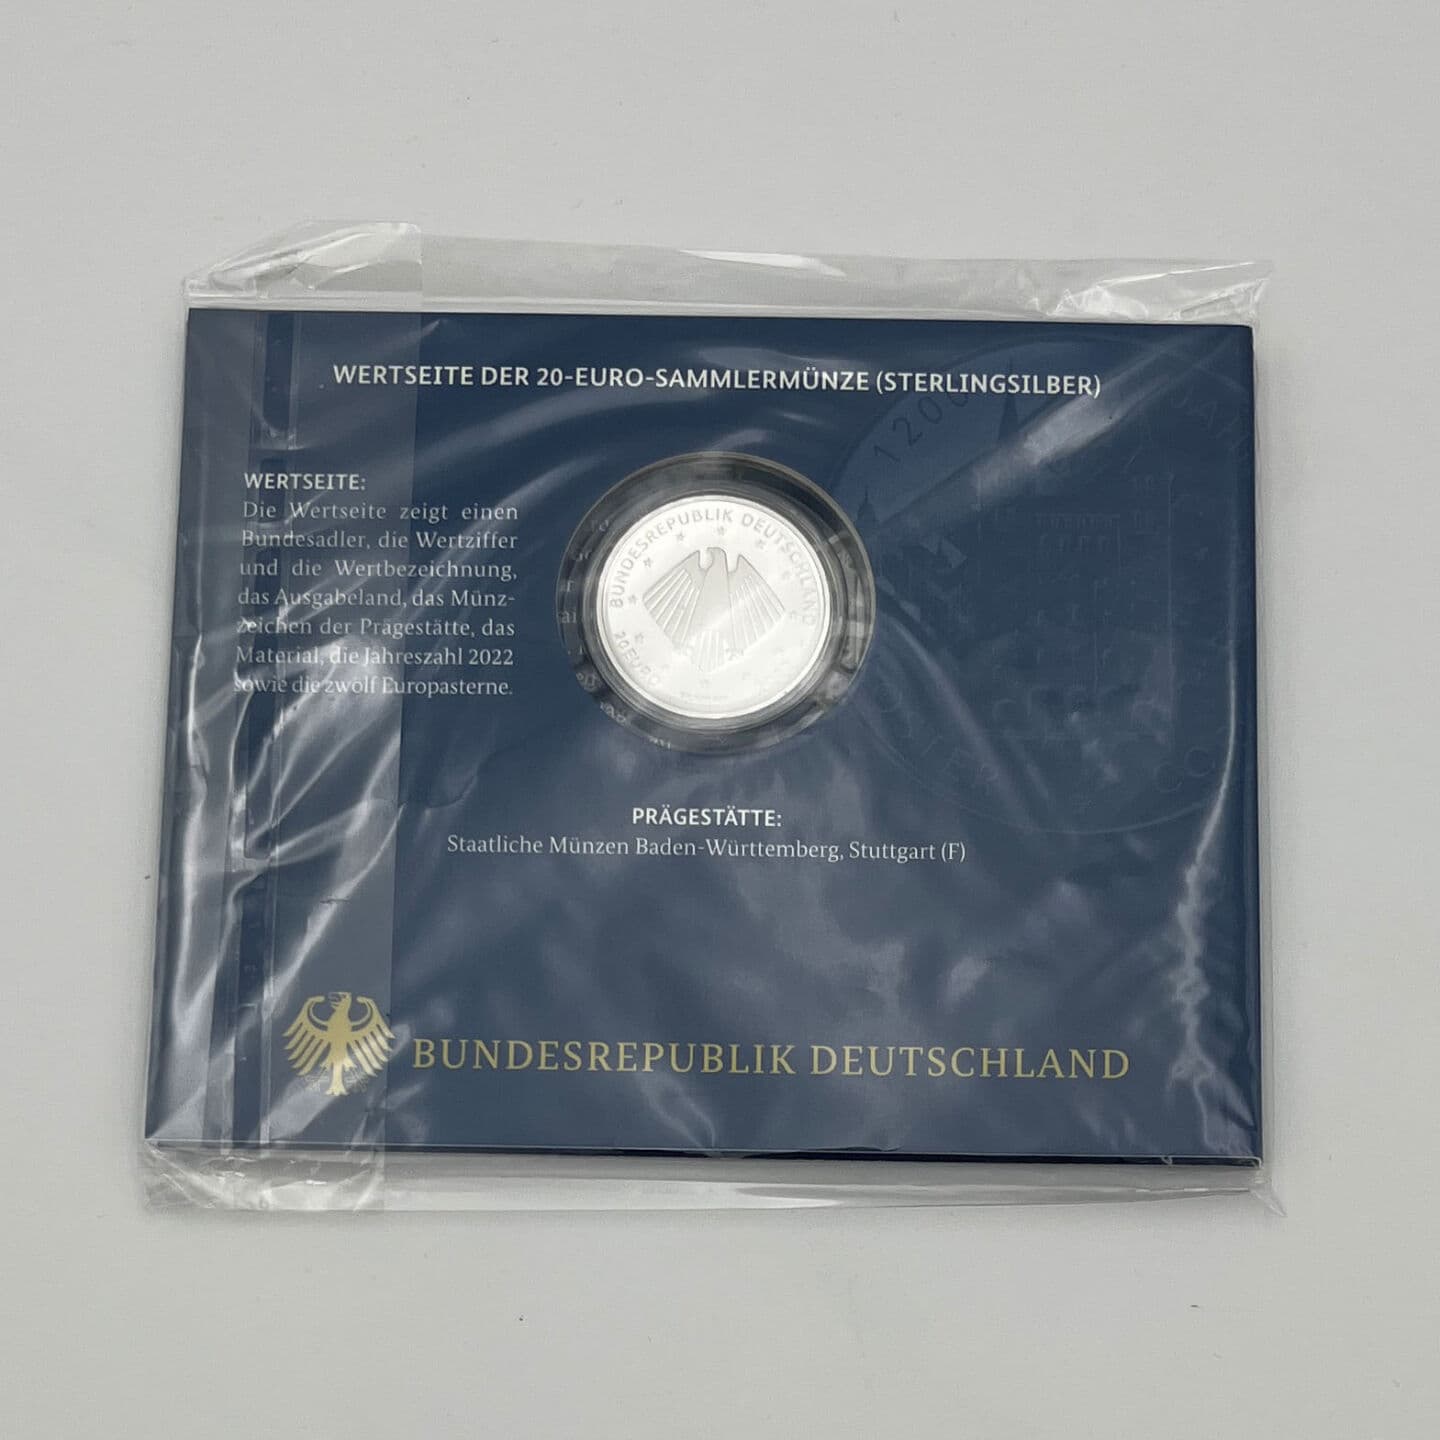 WERTSEITE DER 20-EURO-SAMMLERMÜNZE (STERLINGSILBER)
1200
WERTSEITE:
Die Wertseite zeigt einen
Bundesadler, die Wertziffer
und die Wertbezeichnung,
das Ausgabeland, das Münz-
zeichen der Prägestätte, das
Material, die Jahreszahl 2022
sowie die zwölf Europasterne.
BUNDESREPUBLIK DEUTSCHLAND
20 EURO
PRÄGESTÄTTE:
Staatliche Münzen Baden-Württemberg, Stuttgart (F)
BUNDESREPUBLIK DEUTSCHLAND